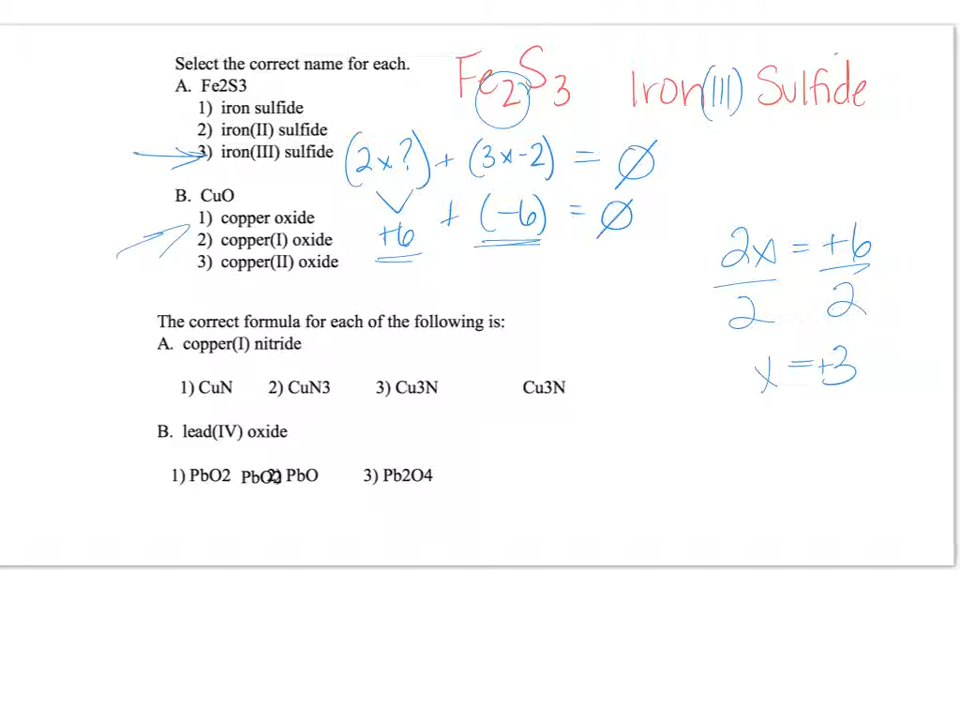 Select the correct name for each.
Fe2S3 Iron(III) Sulfide
A. Fe2S3
1) iron sulfide
2) iron(II) sulfide
3) iron(III) sulfide
(2x?) + (3x-2) = ∅
B. CuO
1) copper oxide
2) copper(I) oxide
3) copper(II) oxide
+6 + (-6) = ∅
2x = +6
2 2
x = +3
The correct formula for each of the following is:
A. copper(I) nitride
1) CuN 2) CuN3 3) Cu3N Cu3N
B. lead(IV) oxide
1) PbO2 PbO2 2) PbO 3) Pb2O4